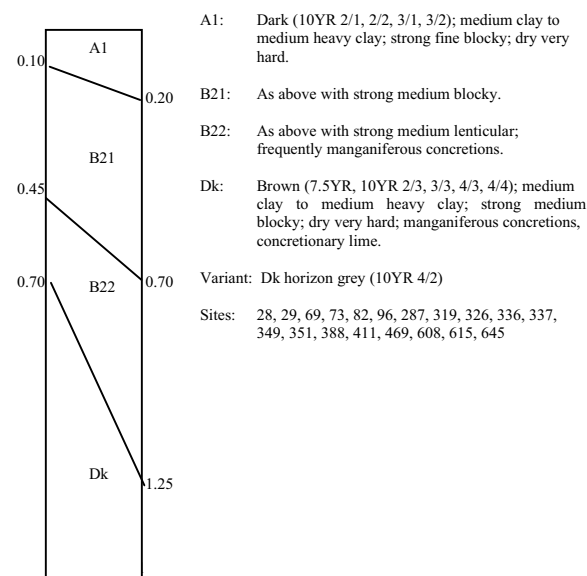 A1
0.10
0.20
B21
0.45
0.70
B22
0.70
Dk
1.25
A1: Dark (10YR 2/1, 2/2, 3/1, 3/2); medium clay to
medium heavy clay; strong fine blocky; dry very
hard.
B21: As above with strong medium blocky.
B22: As above with strong medium lenticular;
frequently manganiferous concretions.
Dk: Brown (7.5YR, 10YR 2/3, 3/3, 4/3, 4/4); medium
clay to medium heavy clay; strong medium
blocky; dry very hard; manganiferous concretions,
concretionary lime.
Variant: Dk horizon grey (10YR 4/2)
Sites: 28, 29, 69, 73, 82, 96, 287, 319, 326, 336, 337,
349, 351, 388, 411, 469, 608, 615, 645